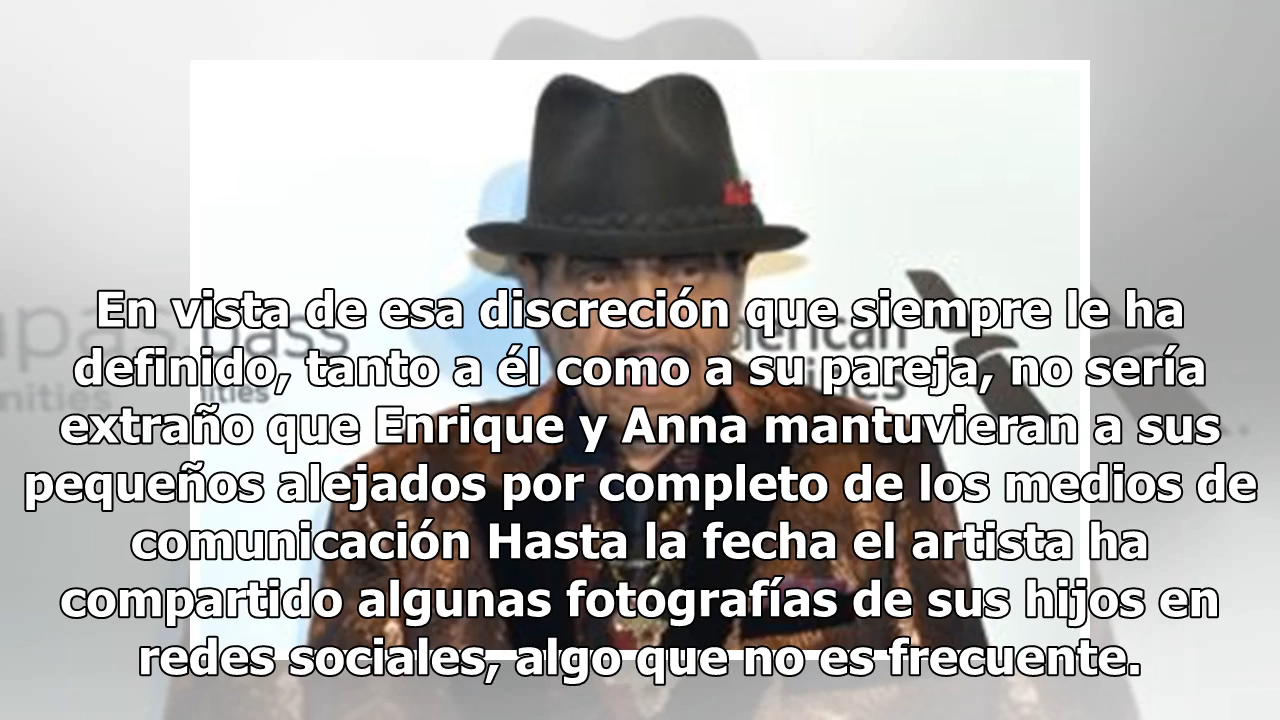 En vista de esa discreción que siempre le ha
definido, tanto a él como a su pareja, no sería
extraño que Enrique y Anna mantuvieran a sus
pequeños alejados por completo de los medios de
comunicación Hasta la fecha el artista ha
compartido algunas fotografías de sus hijos en
redes sociales, algo que no es frecuente.